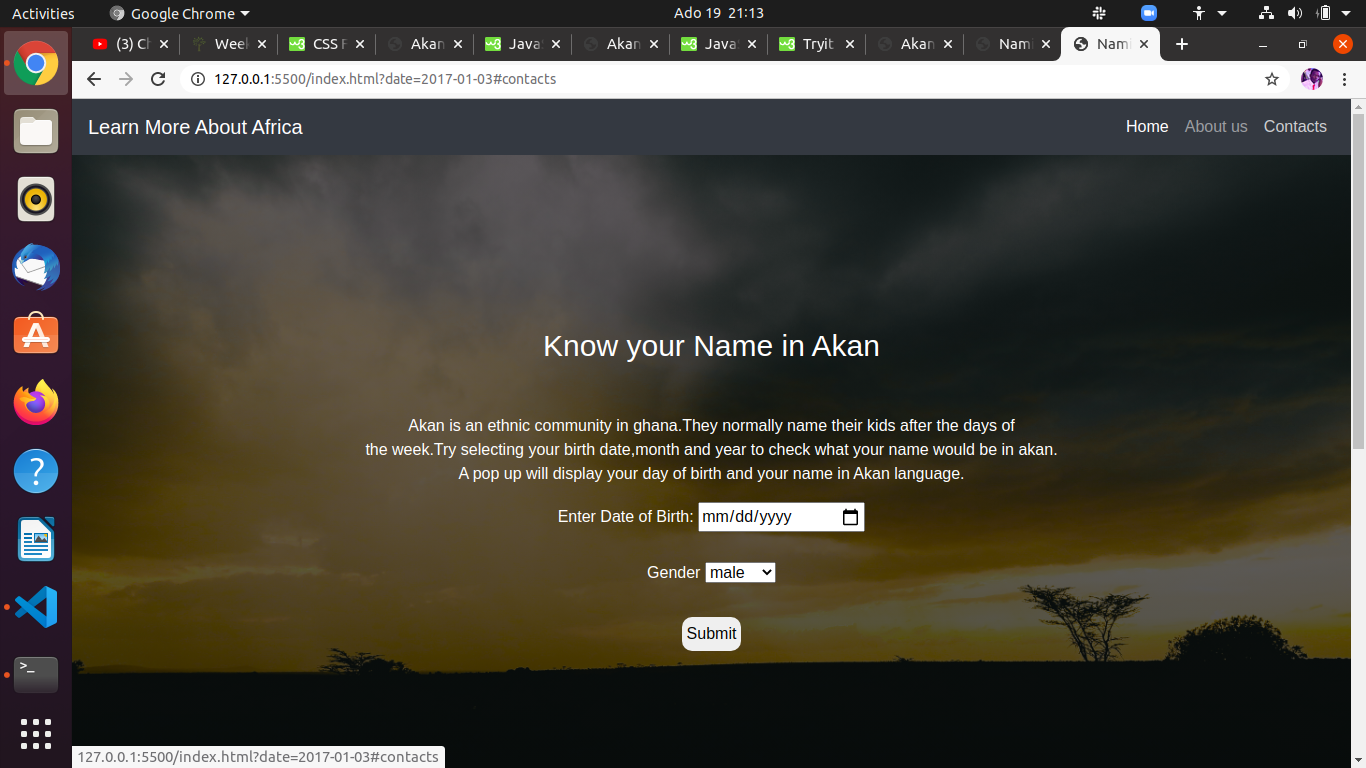 Activities Google Chrome Ado 19 21:13
(3) Ch Week CSS F Akan Java Akan Java Tryit Akan Nami Nami
127.0.0.1:5500/index.html?date=2017-01-03#contacts
Learn More About Africa Home About us Contacts
Know your Name in Akan
Akan is an ethnic community in ghana.They normally name their kids after the days of
the week.Try selecting your birth date,month and year to check what your name would be in akan.
A pop up will display your day of birth and your name in Akan language.
Enter Date of Birth: mm/dd/yyyy
Gender male
Submit
127.0.0.1:5500/index.html?date=2017-01-03#contacts